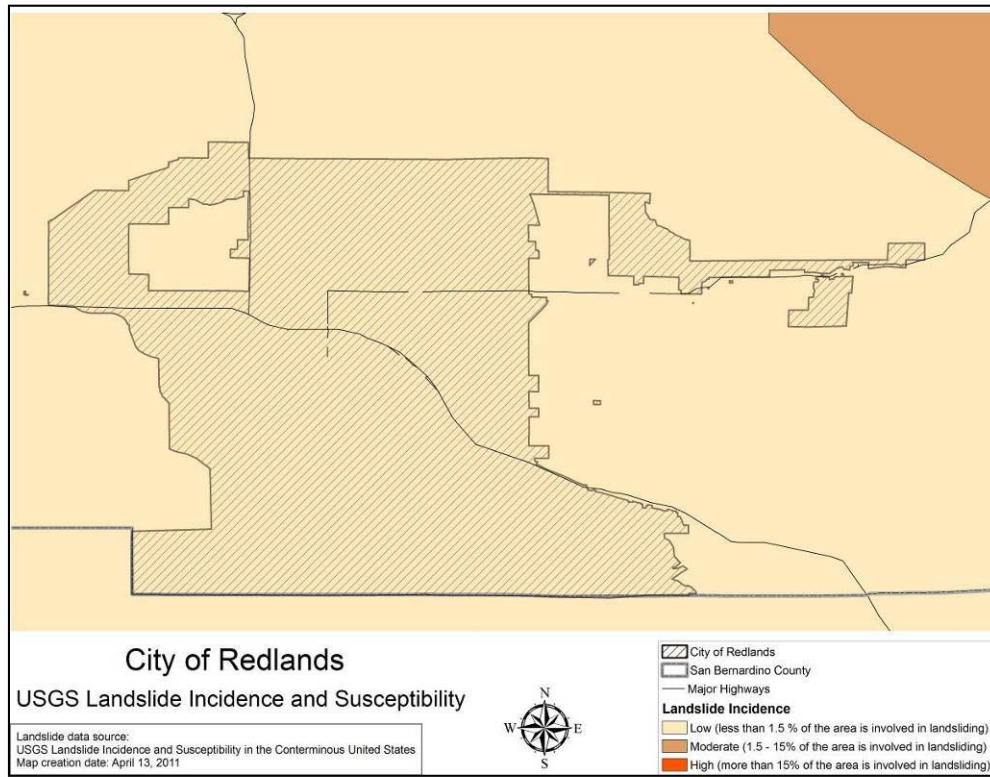 City of Redlands
USGS Landslide Incidence and Susceptibility
Landslide data source:
USGS Landslide Incidence and Susceptibility in the Conterminous United States
Map creation date: April 13, 2011
N
W E
S
City of Redlands
San Bernardino County
Major Highways
Landslide Incidence
Low (less than 1.5 % of the area is involved in landsliding)
Moderate (1.5 - 15% of the area is involved in landsliding)
High (more than 15% of the area is involved in landsliding)